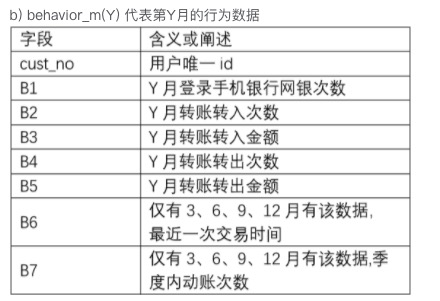 b) behavior_m(Y) 代表第Y月的行为数据
字段 含义或阐述
cust_no 用户唯一 id
B1 Y 月登录手机银行网银次数
B2 Y 月转账转入次数
B3 Y 月转账转入金额
B4 Y 月转账转出次数
B5 Y 月转账转出金额
B6 仅有 3、6、9、12 月有该数据,
最近一次交易时间
B7 仅有 3、6、9、12 月有该数据,季
度内动账次数